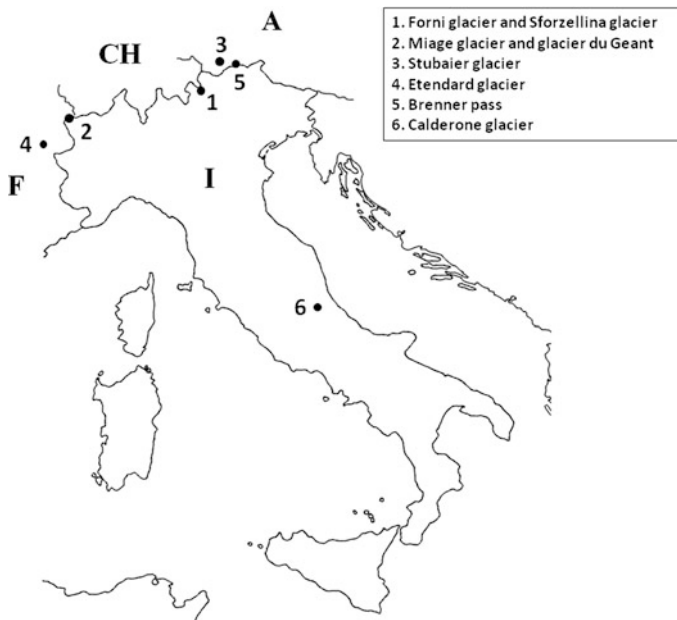 A
CH
3
5
1
2
4
F
I
6
1. Forni glacier and Sforzellina glacier
2. Miage glacier and glacier du Geant
3. Stubaier glacier
4. Etendard glacier
5. Brenner pass
6. Calderone glacier